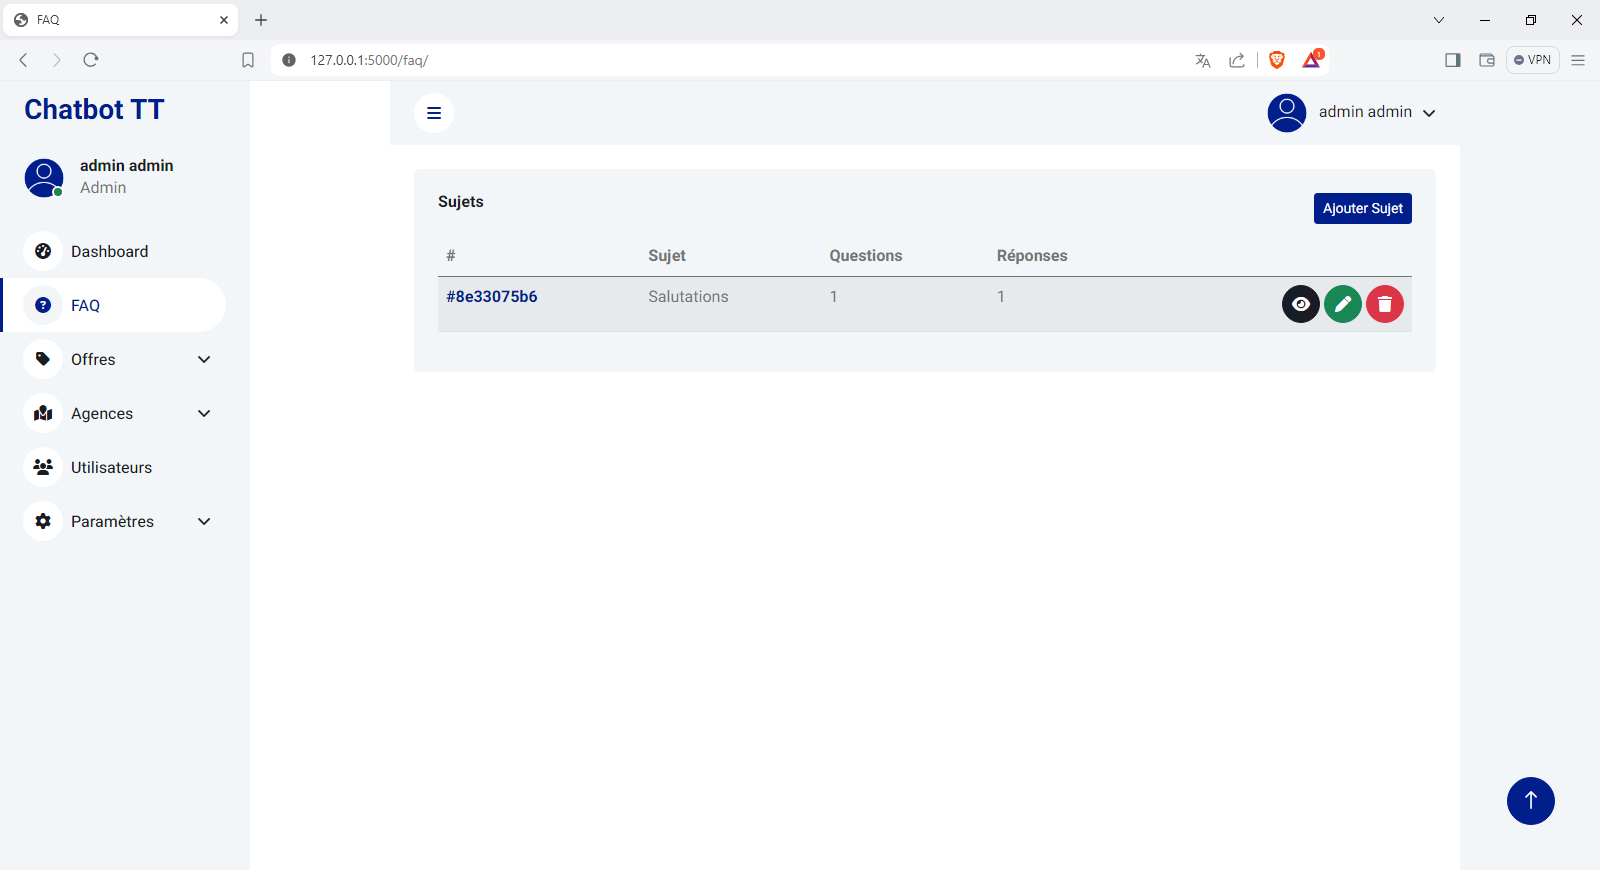 FAQ
127.0.0.1:5000/faq/
1
VPN
Chatbot TT
admin admin
admin admin
Admin
Dashboard
FAQ
Offres
Agences
Utilisateurs
Paramètres
Sujets
Ajouter Sujet
# Sujet Questions Réponses
#8e33075b6 Salutations 1 1